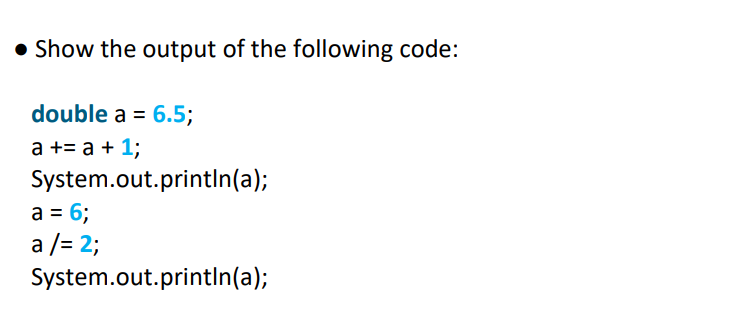 ● Show the output of the following code:
double a = 6.5;
a += a + 1;
System.out.println(a);
a = 6;
a /= 2;
System.out.println(a);